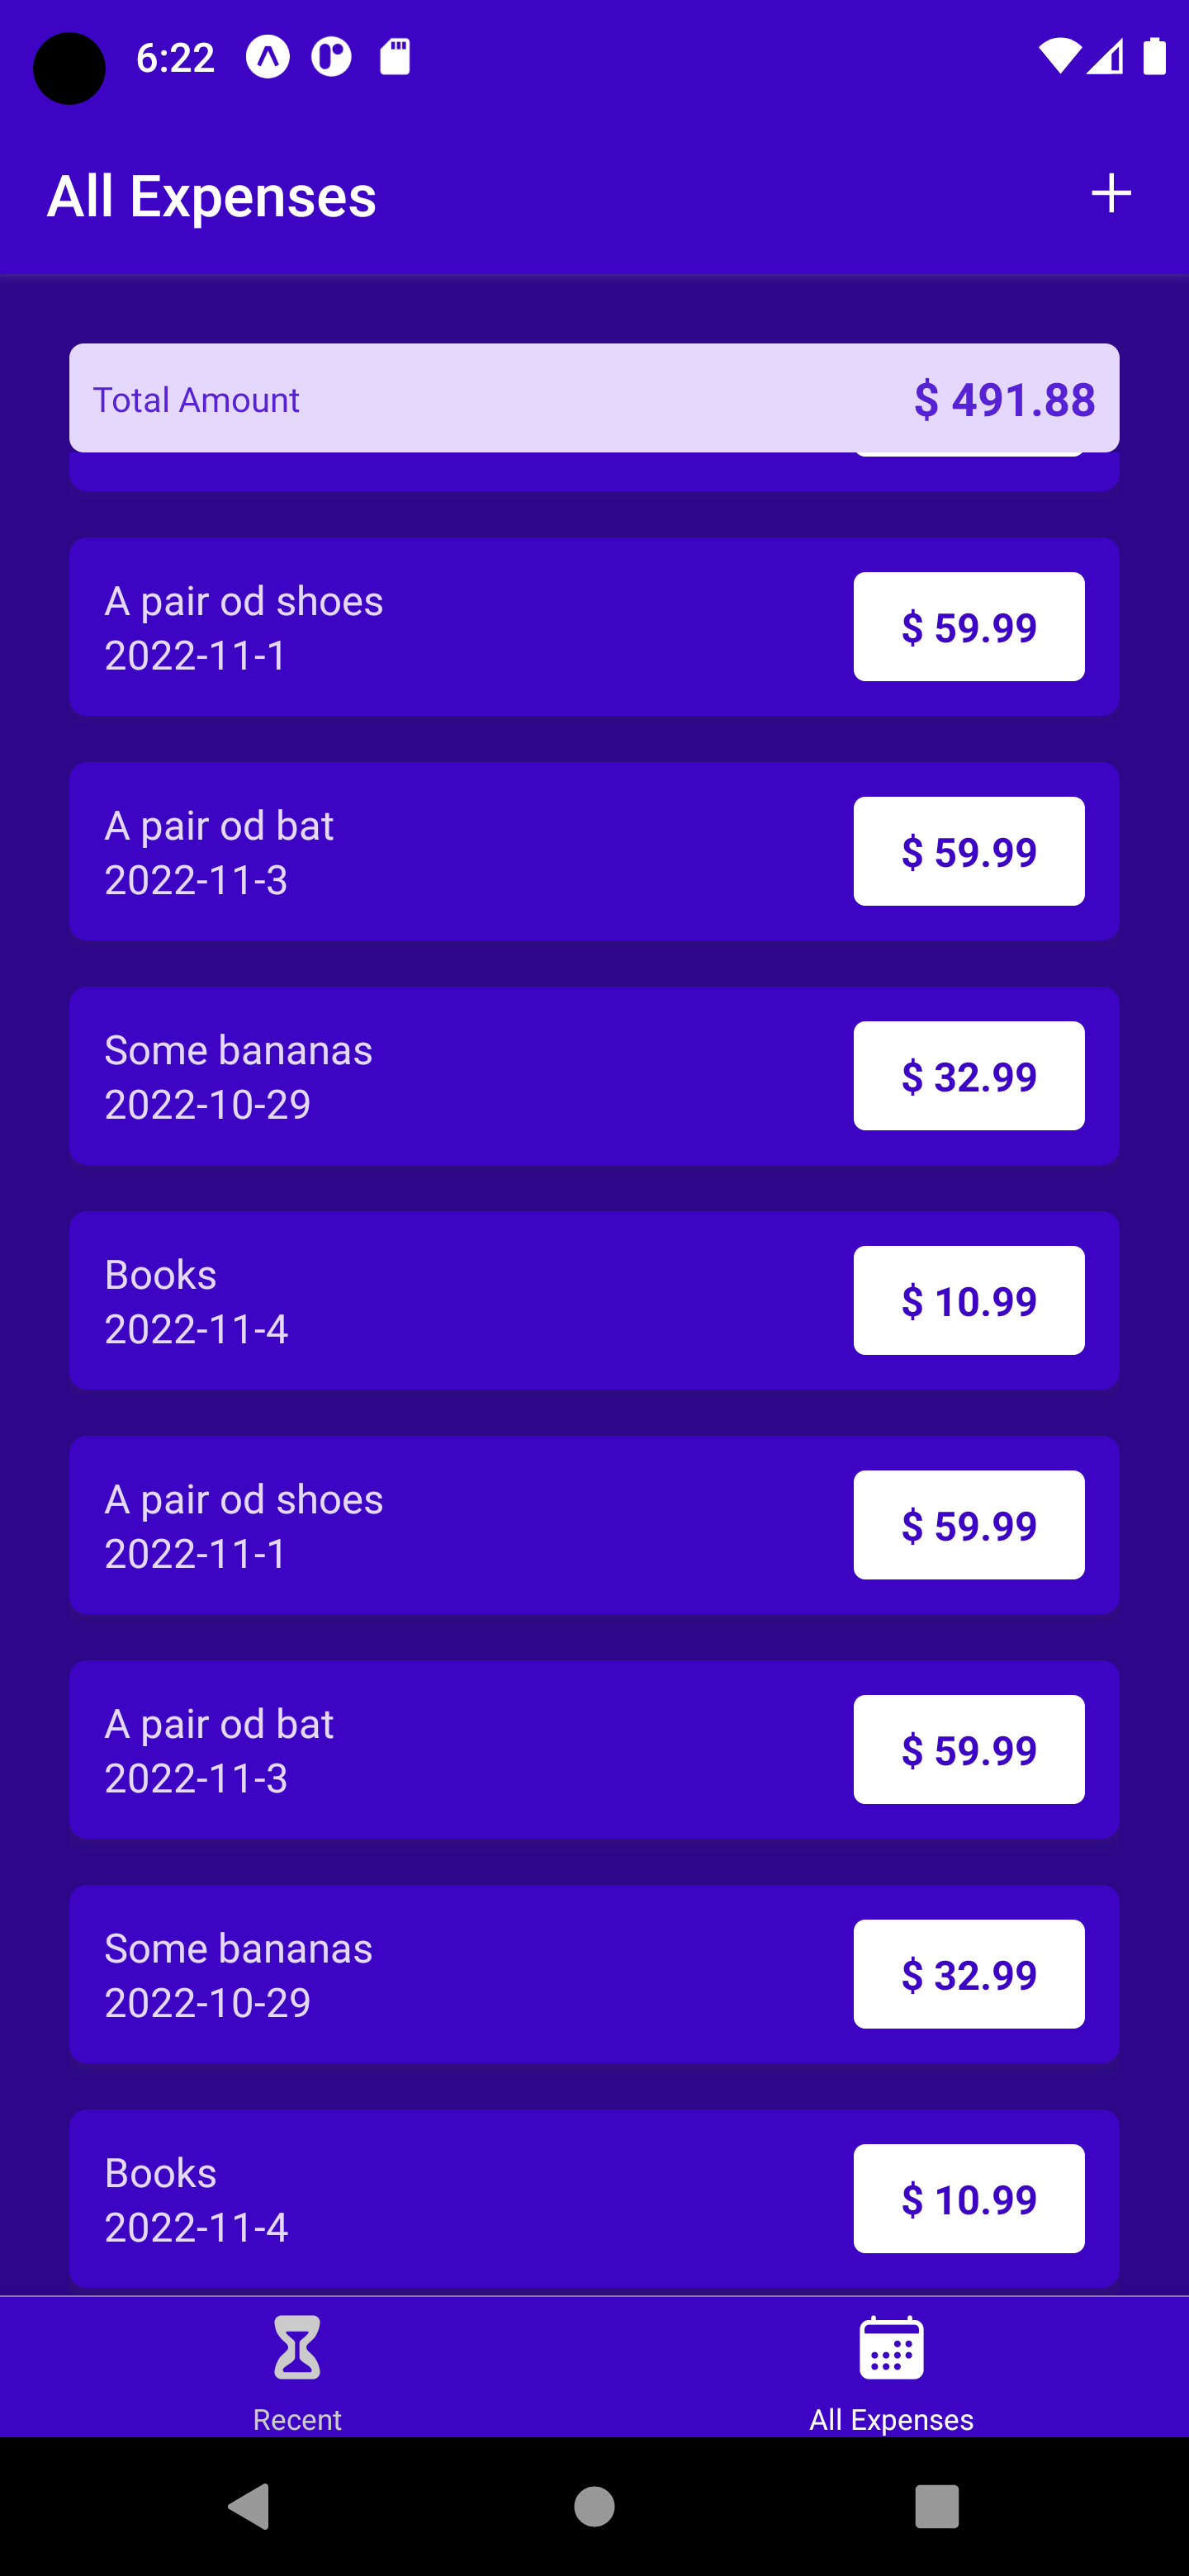 6:22
All Expenses
Total Amount
$ 491.88
A pair od shoes
2022-11-1
$ 59.99
A pair od bat
2022-11-3
$ 59.99
Some bananas
2022-10-29
$ 32.99
Books
2022-11-4
$ 10.99
A pair od shoes
2022-11-1
$ 59.99
A pair od bat
2022-11-3
$ 59.99
Some bananas
2022-10-29
$ 32.99
Books
2022-11-4
$ 10.99
Recent
All Expenses